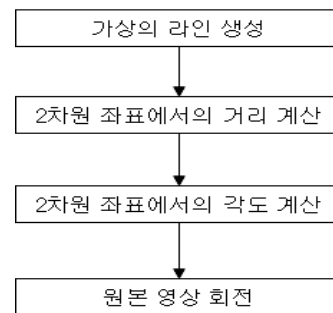 가상의 라인 생성
2차원 좌표에서의 거리 계산
2차원 좌표에서의 각도 계산
원본 영상 회전